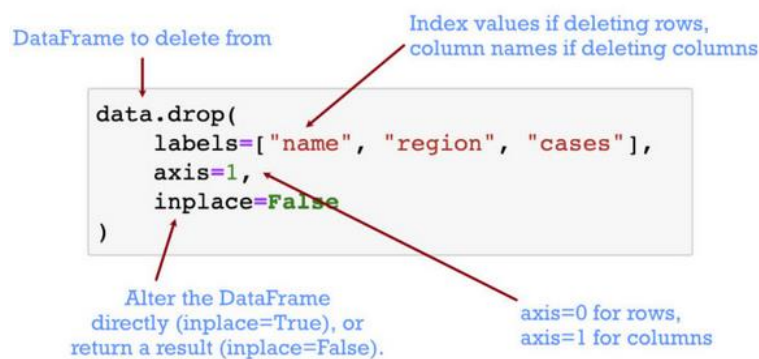 DataFrame to delete from
Index values if deleting rows,
column names if deleting columns
data.drop(
    labels=["name", "region", "cases"],
    axis=1,
    inplace=False
)
Alter the DataFrame
directly (inplace=True), or
return a result (inplace=False).
axis=0 for rows,
axis=1 for columns